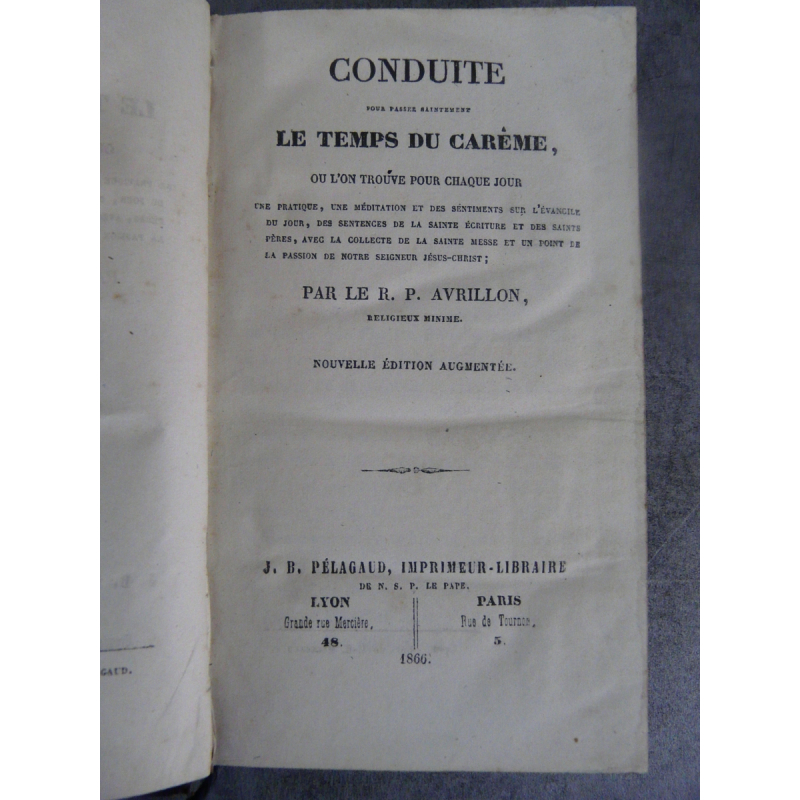 CONDUITE
POUR PASSER SAINTEMENT
LE TEMPS DU CARÊME,
OU L'ON TROUVE POUR CHAQUE JOUR
UNE PRATIQUE, UNE MÉDITATION ET DES SENTIMENTS SUR L'ÉVANGILE
DU JOUR, DES SENTENCES DE LA SAINTE ÉCRITURE ET DES SAINTS
PÈRES, AVEC LA COLLECTE DE LA SAINTE MESSE ET UN POINT DE
LA PASSION DE NOTRE SEIGNEUR JÉSUS-CHRIST;
PAR LE R. P. AVRILLON,
RELIGIEUX MINIME.
NOUVELLE ÉDITION AUGMENTÉE.
J. B. PÉLAGAUD, IMPRIMEUR-LIBRAIRE
DE N. S. P. LE PAPE.
LYON
Grande rue Mercière,
48.
PARIS
Rue de Tournon,
5.
1866.
GAUD.